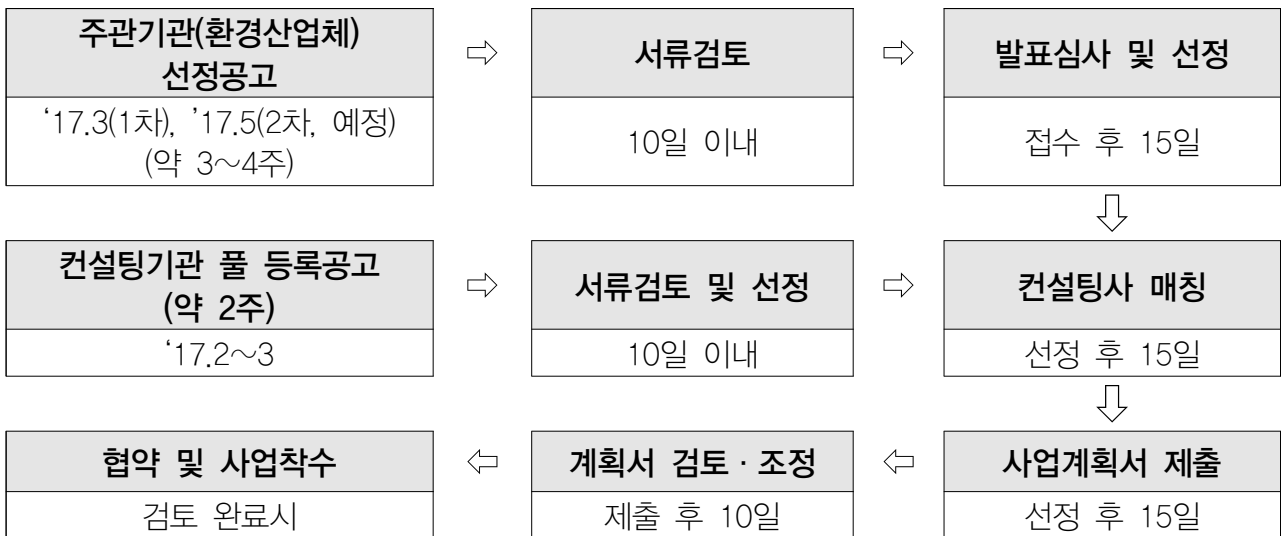 주관기관(환경산업체)
선정공고
‘17.3(1차), ’17.5(2차, 예정)
(약 3~4주)
⇨
서류검토
10일 이내
⇨
발표심사 및 선정
접수 후 15일
⇩
컨설팅기관 풀 등록공고
(약 2주)
‘17.2~3
⇨
서류검토 및 선정
10일 이내
⇨
컨설팅사 매칭
선정 후 15일
⇩
협약 및 사업착수
검토 완료시
⇦
계획서 검토·조정
제출 후 10일
⇦
사업계획서 제출
선정 후 15일